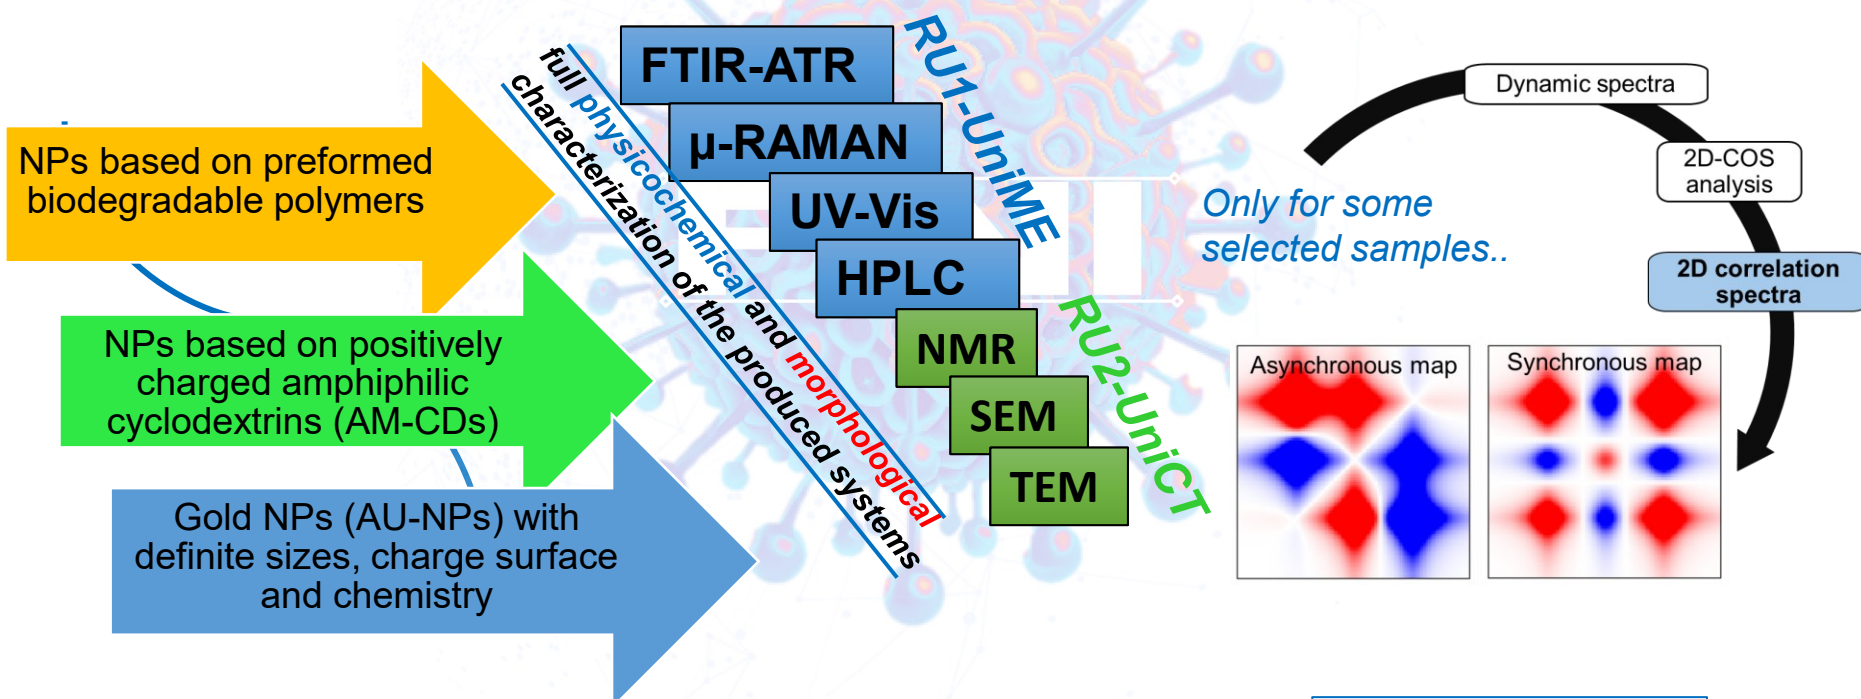 NPs based on preformed
biodegradable polymers
NPs based on positively
charged amphiphilic
cyclodextrins (AM-CDs)
Gold NPs (AU-NPs) with
definite sizes, charge surface
and chemistry
full physicochemical and morphological
characterization of the produced systems
FTIR-ATR
µ-RAMAN
UV-Vis
HPLC
NMR
SEM
TEM
RU1-UniME
RU2-UniCT
Only for some
selected samples..
Dynamic spectra
2D-COS
analysis
2D correlation
spectra
Asynchronous map
Synchronous map